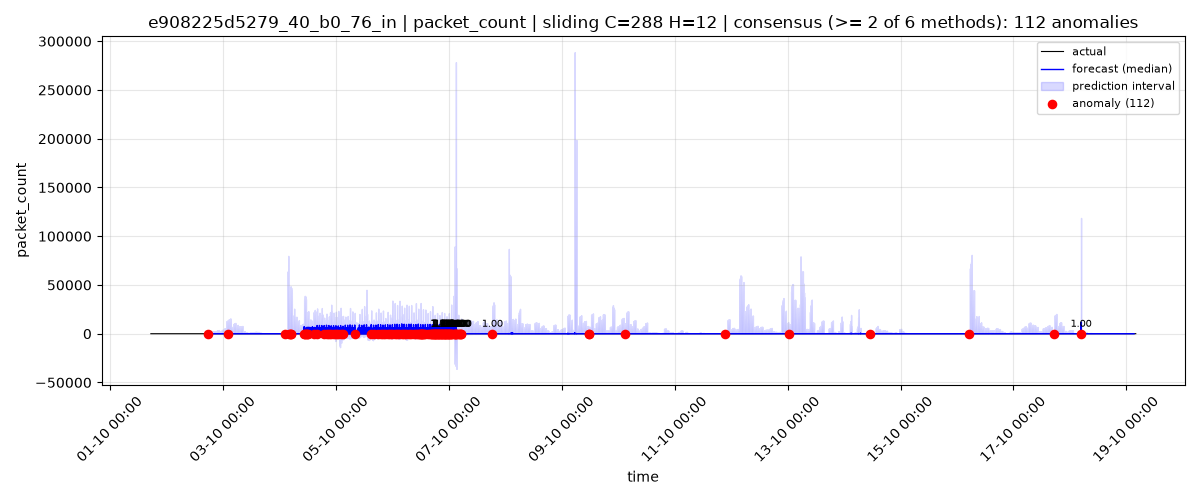 e908225d5279_40_b0_76_in | packet_count | sliding C=288 H=12 | consensus (>= 2 of 6 methods): 112 anomalies
300000
250000
200000
150000
100000
50000
0
−50000
packet_count
actual
forecast (median)
prediction interval
anomaly (112)
1.00
1.00
01-10 00:00
03-10 00:00
05-10 00:00
07-10 00:00
09-10 00:00
11-10 00:00
13-10 00:00
15-10 00:00
17-10 00:00
19-10 00:00
time